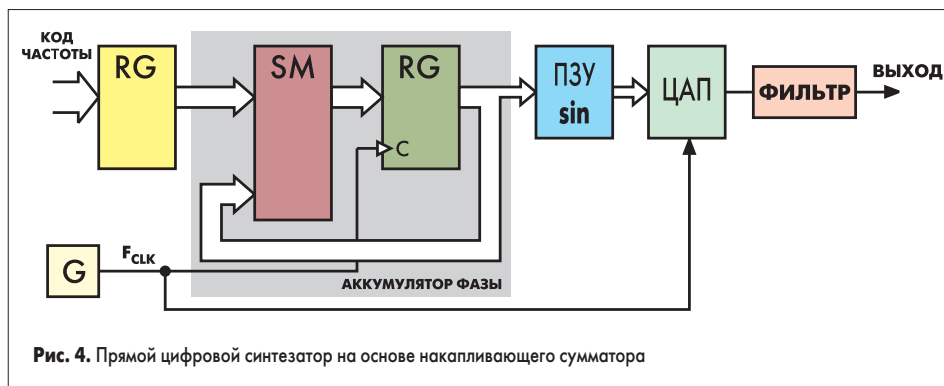 КОД
ЧАСТОТЫ
RG
SM
RG
C
ПЗУ
sin
ЦАП
ФИЛЬТР
ВЫХОД
G
FCLK
АККУМУЛЯТОР ФАЗЫ
Рис. 4. Прямой цифровой синтезатор на основе накапливающего сумматора